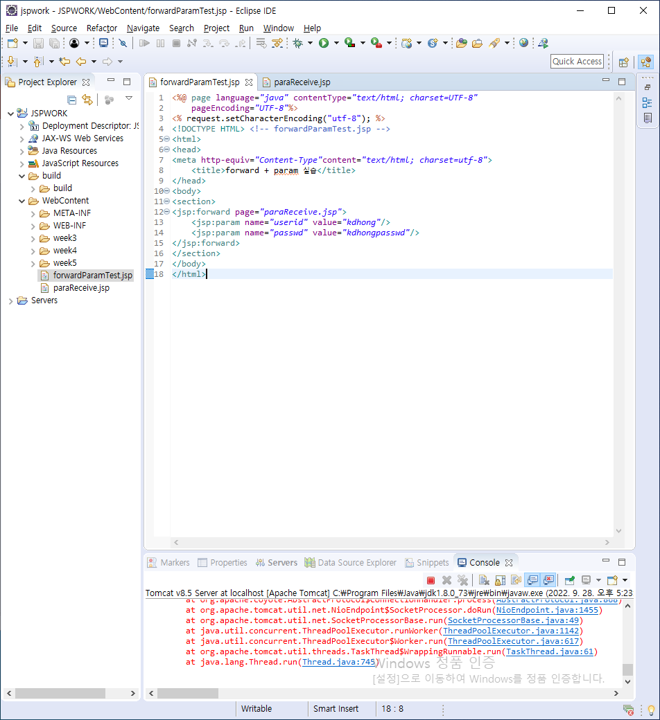 jspwork - JSPWORK/WebContent/forwardParamTest.jsp - Eclipse IDE
File Edit Source Refactor Navigate Search Project Run Window Help
Quick Access
Project Explorer
JSPWORK
Deployment Descriptor: JS
JAX-WS Web Services
Java Resources
JavaScript Resources
build
build
WebContent
META-INF
WEB-INF
week3
week4
week5
forwardParamTest.jsp
paraReceive.jsp
Servers
forwardParamTest.jsp paraReceive.jsp
1 <%@ page language="java" contentType="text/html; charset=UTF-8"
2 pageEncoding="UTF-8"%>
3 <% request.setCharacterEncoding("utf-8"); %>
4 <!DOCTYPE HTML> <!-- forwardParamTest.jsp -->
5 <html>
6 <head>
7 <meta http-equiv="Content-Type"content="text/html; charset=utf-8">
8 <title>forward + param 실습</title>
9 </head>
10 <body>
11 <section>
12 <jsp:forward page="paraReceive.jsp">
13 <jsp:param name="userid" value="kdhong"/>
14 <jsp:param name="passwd" value="kdhongpasswd"/>
15 </jsp:forward>
16 </section>
17 </body>
18 </html>
Markers Properties Servers Data Source Explorer Snippets Console
Tomcat v8.5 Server at localhost [Apache Tomcat] C:₩Program Files₩Java₩jdk1.8.0_73₩jre₩bin₩javaw.exe (2022. 9. 28. 오후 5:23
at org.apache.coyote.AbstractProtocol$ConnectionHandler.process(AbstractProtocol.java:868)
at org.apache.tomcat.util.net.NioEndpoint$SocketProcessor.doRun(NioEndpoint.java:1455)
at org.apache.tomcat.util.net.SocketProcessorBase.run(SocketProcessorBase.java:49)
at java.util.concurrent.ThreadPoolExecutor.runWorker(ThreadPoolExecutor.java:1142)
at java.util.concurrent.ThreadPoolExecutor$Worker.run(ThreadPoolExecutor.java:617)
at org.apache.tomcat.util.threads.TaskThread$WrappingRunnable.run(TaskThread.java:61)
at java.lang.Thread.run(Thread.java:745)
Windows 정품 인증
[설정]으로 이동하여 Windows를 정품 인증합니다.
Writable Smart Insert 18 : 8